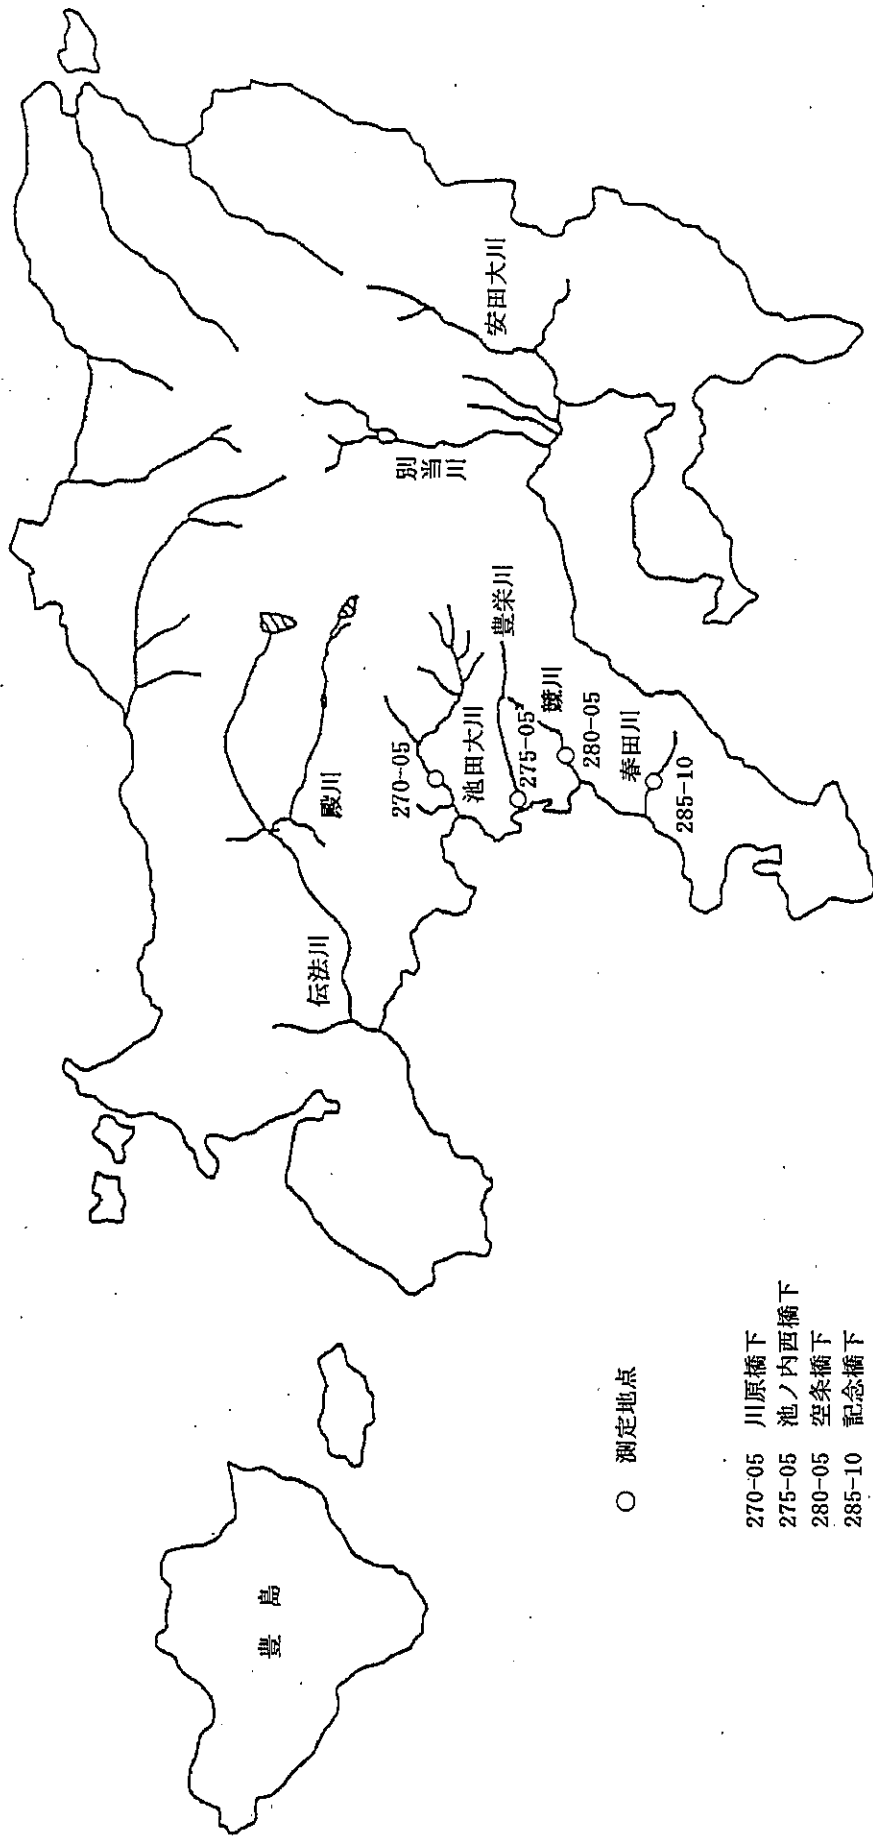 安田大川
別当川
豊栄川
殿川
池田大川
270-05
275-05
川
280-05
春田川
285-10
伝法川
豊島
○ 測定地点
270-05 川原橋下
275-05 池ノ内西橋下
280-05 空条橋下
285-10 記念橋下